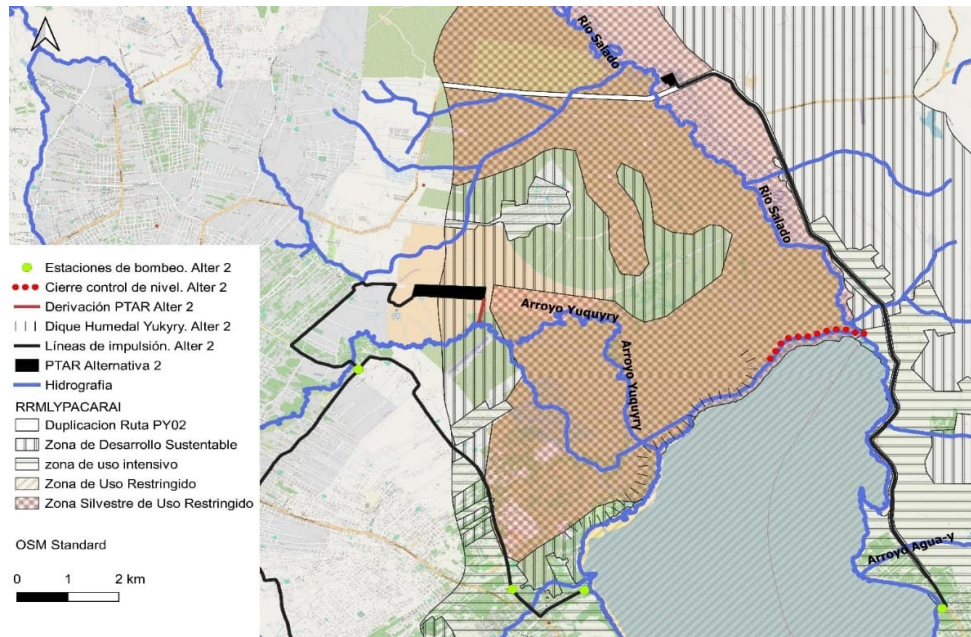 Rio Salado
Rio Salado
Arroyo Yuquyry
Arroyo Yuquyry
Arroyo Agua-y
Estaciones de bombeo. Alter 2
Cierre control de nivel. Alter 2
Derivación PTAR Alter 2
Dique Humedal Yukyry. Alter 2
Líneas de impulsión. Alter 2
PTAR Alternativa 2
Hidrografia
RRMLYPACARAI
Duplicacion Ruta PY02
Zona de Desarrollo Sustentable
zona de uso intensivo
Zona de Uso Restringido
Zona Silvestre de Uso Restringido
OSM Standard
0 1 2 km